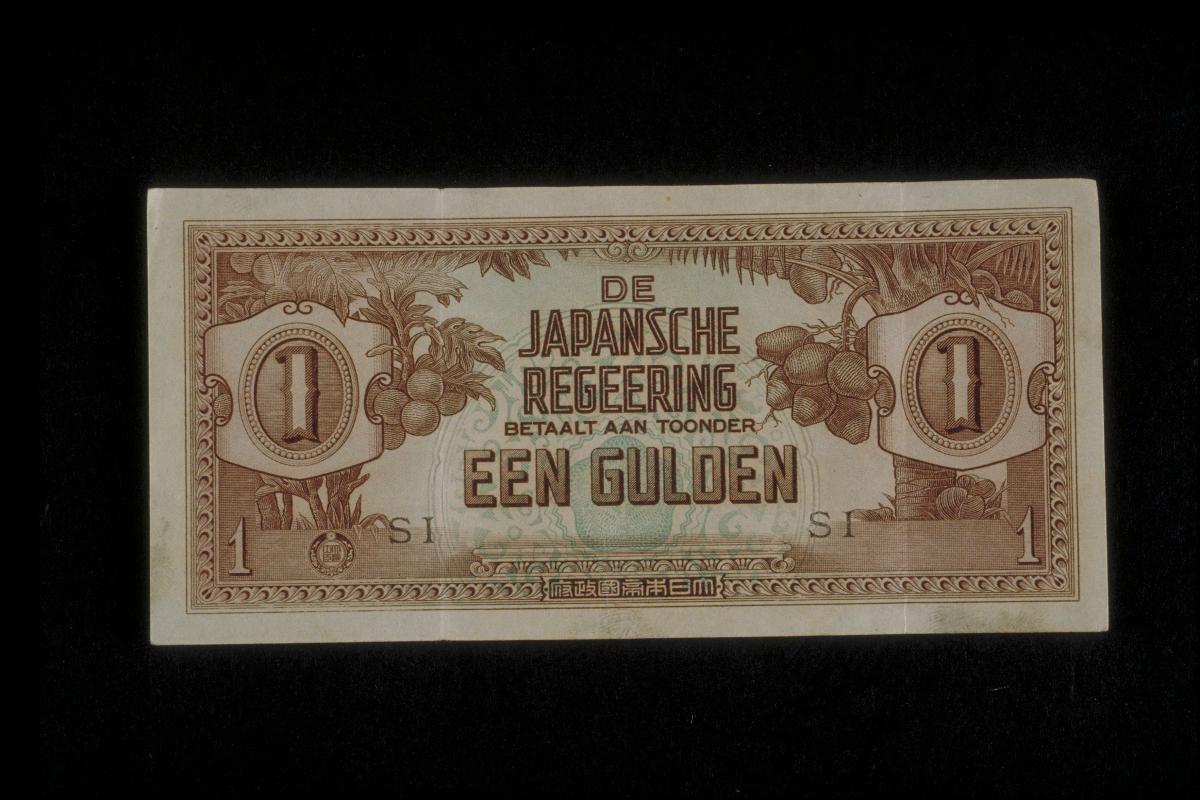 DE
JAPANSCHE
REGEERING
BETAALT AAN TOONDER
EEN GULDEN
1
1
SI
SI
1
1
大日本帝國政府